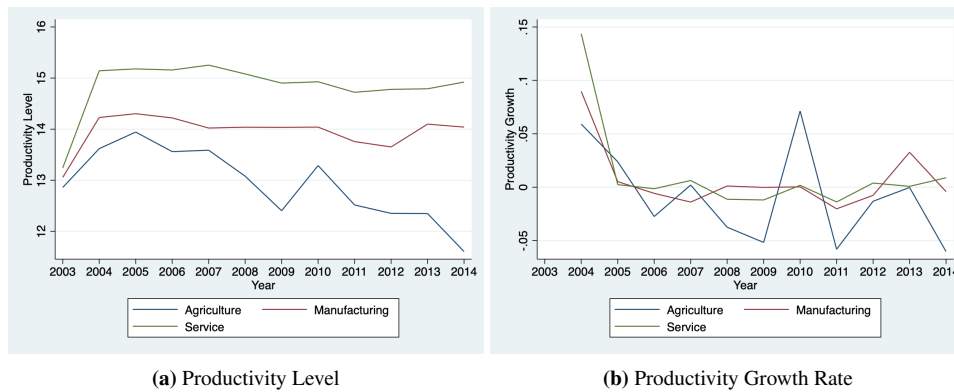 16
15
14
13
12
Productivity Level
2003 2004 2005 2006 2007 2008 2009 2010 2011 2012 2013 2014
Year
Agriculture Manufacturing
Service
(a) Productivity Level
.15
.1
.05
0
-.05
Productivity Growth
2003 2004 2005 2006 2007 2008 2009 2010 2011 2012 2013 2014
Year
Agriculture Manufacturing
Service
(b) Productivity Growth Rate